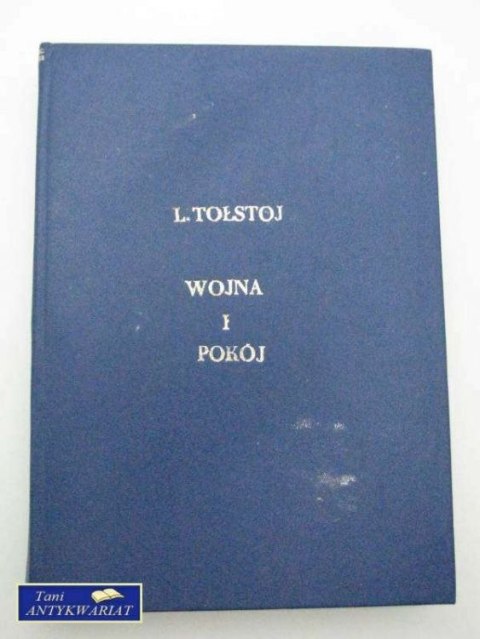 L. TOŁSTOJ
WOJNA
I
POKÓJ
Tani
ANTYKWARIAT